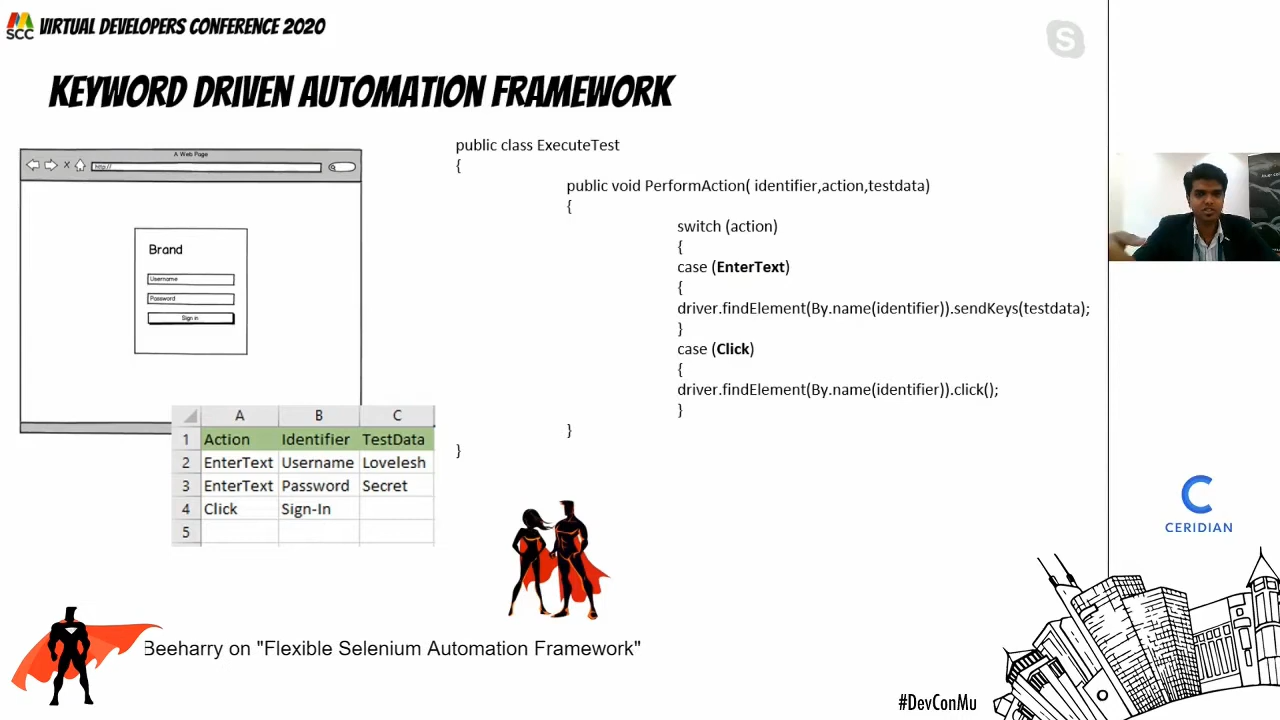 SCC VIRTUAL DEVELOPERS CONFERENCE 2020
S
KEYWORD DRIVEN AUTOMATION FRAMEWORK
A Web Page
http://
Brand
Username
Password
Sign in
A B C
1 Action Identifier TestData
2 EnterText Username Lovelesh
3 EnterText Password Secret
4 Click Sign-In
5
public class ExecuteTest
{
public void PerformAction( identifier,action,testdata)
{
switch (action)
{
case (EnterText)
{
driver.findElement(By.name(identifier)).sendKeys(testdata);
}
case (Click)
{
driver.findElement(By.name(identifier)).click();
}
}
}
CERIDIAN
Beeharry on "Flexible Selenium Automation Framework"
#DevConMu